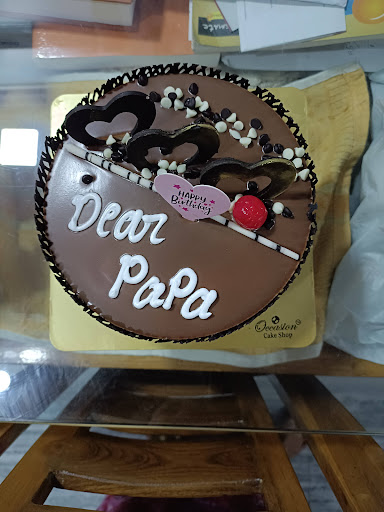 HAPPY
Birthday
Dear
PaPa
Occasion
Cake Shop